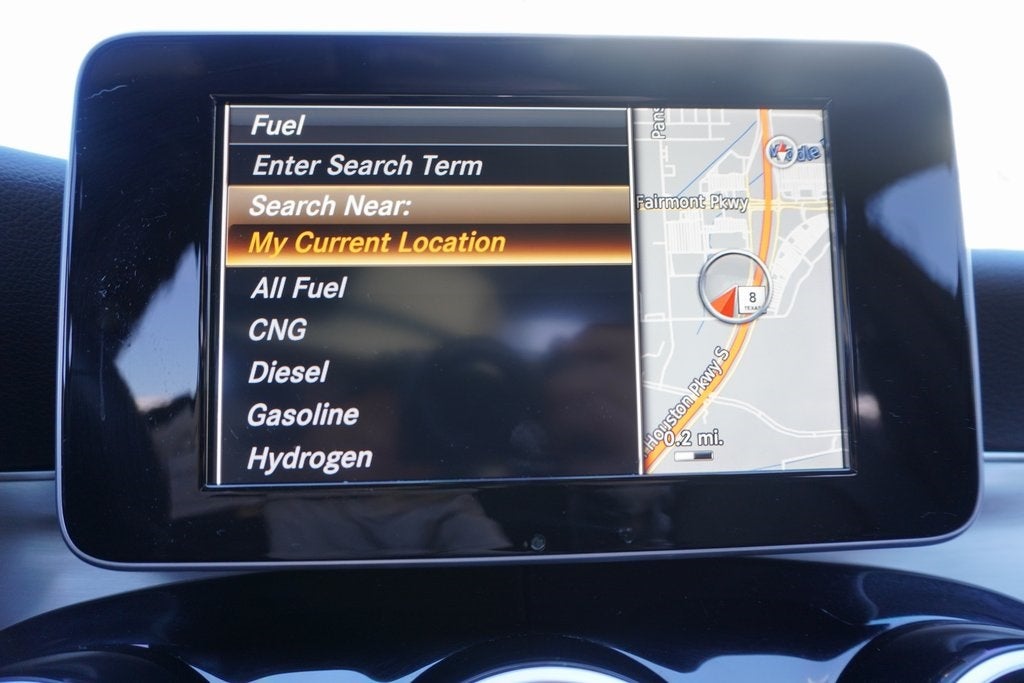 Fuel
Enter Search Term
Search Near:
My Current Location
All Fuel
CNG
Diesel
Gasoline
Hydrogen
Fairmont Pkwy
8
TEXAS
Houston Pkwy S
0.2 mi.